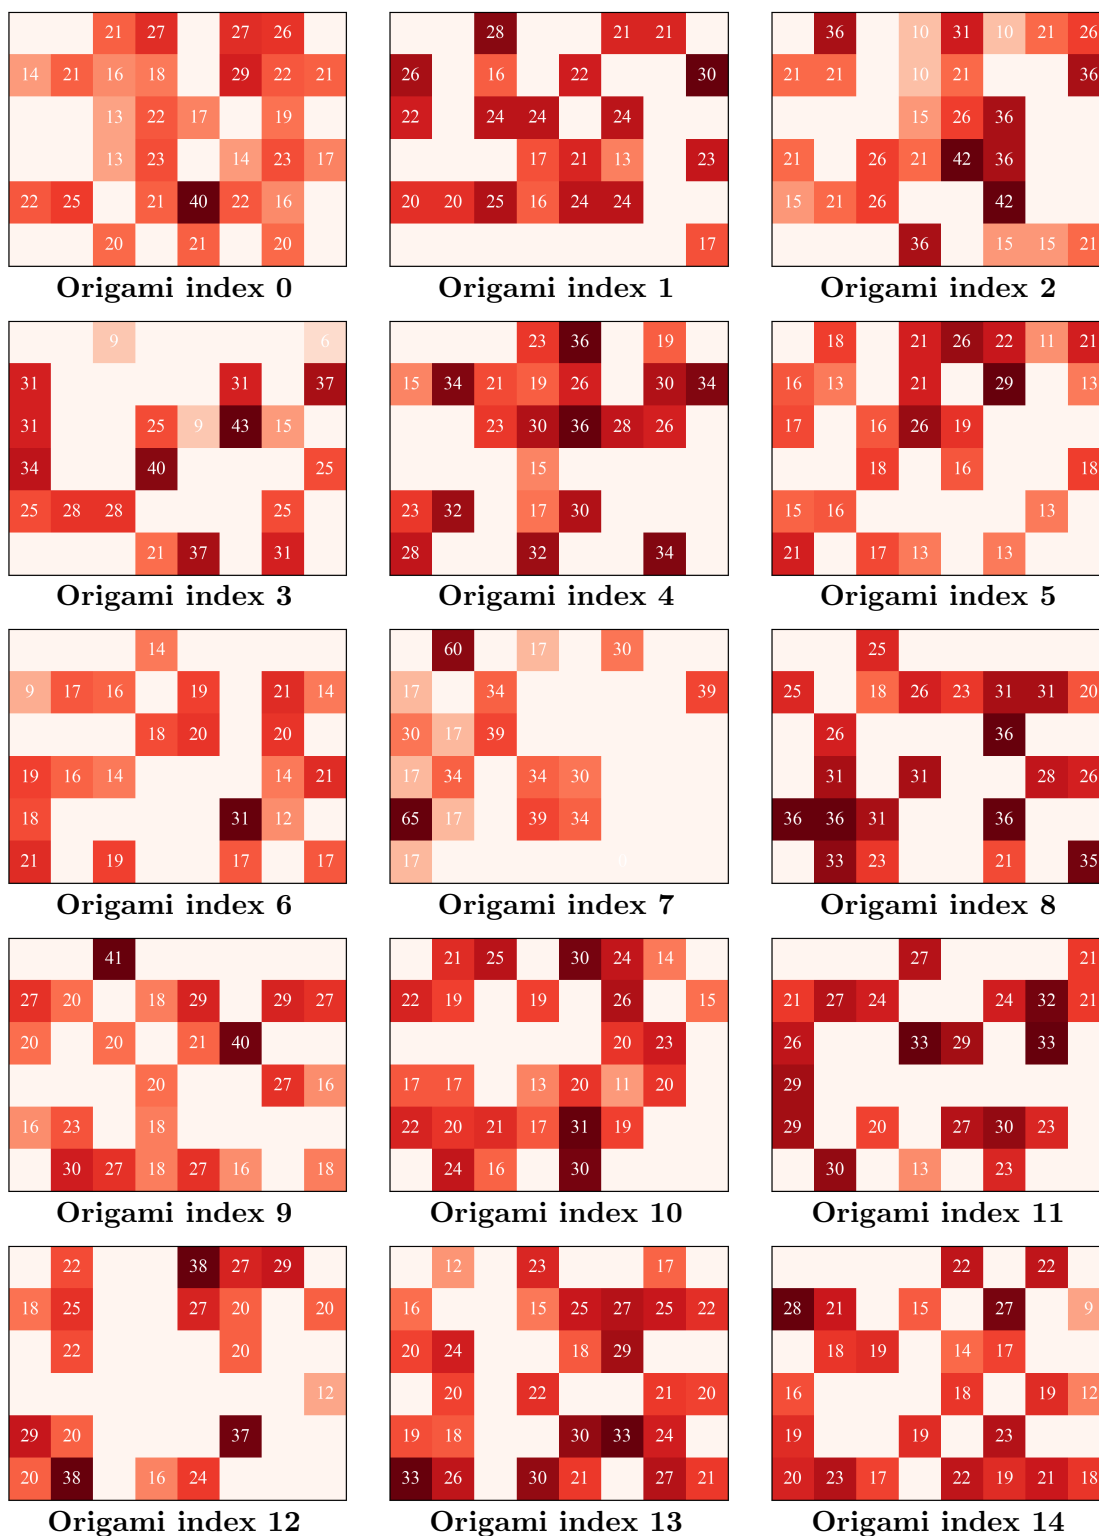 21 27 27 26 28 21 21 36 10 31 10 21 26
14 21 16 18 29 22 21 26 16 22 30 21 21 10 21 36
13 22 17 19 22 24 24 24 15 26 36
13 23 14 23 17 17 21 13 23 21 26 21 42 36
22 25 21 40 22 16 20 20 25 16 24 24 15 21 26 42
20 21 20 17 36 15 15 21
Origami index 0 Origami index 1 Origami index 2
9 6 23 36 19 18 21 26 22 11 21
31 31 37 15 34 21 19 26 30 34 16 13 21 29 13
31 25 9 43 15 23 30 36 28 26 17 16 26 19
34 40 25 15 18 16 18
25 28 28 25 23 32 17 30 15 16 13
21 37 31 28 32 34 21 17 13 13
Origami index 3 Origami index 4 Origami index 5
14 60 17 30 25
9 17 16 19 21 14 17 34 39 25 18 26 23 31 31 20
18 20 20 30 17 39 26 36
19 16 14 14 21 17 34 34 30 31 31 28 26
18 31 12 65 17 39 34 36 36 31 36
21 19 17 17 17 33 23 21 35
Origami index 6 Origami index 7 Origami index 8
41 21 25 30 24 14 27 21
27 20 18 29 29 27 22 19 19 26 15 21 27 24 24 32 21
20 20 21 40 20 23 26 33 29 33
20 27 16 17 17 13 20 11 20 29
16 23 18 22 20 21 17 31 19 29 20 27 30 23
30 27 18 27 16 18 24 16 30 30 13 23
Origami index 9 Origami index 10 Origami index 11
22 38 27 29 12 23 17 22 22
18 25 27 20 20 16 15 25 27 25 22 28 21 15 27 9
22 20 20 24 18 29 18 19 14 17
12 20 22 21 20 16 18 19 12
29 20 37 19 18 30 33 24 19 19 23
20 38 16 24 33 26 30 21 27 21 20 23 17 22 19 21 18
Origami index 12 Origami index 13 Origami index 14